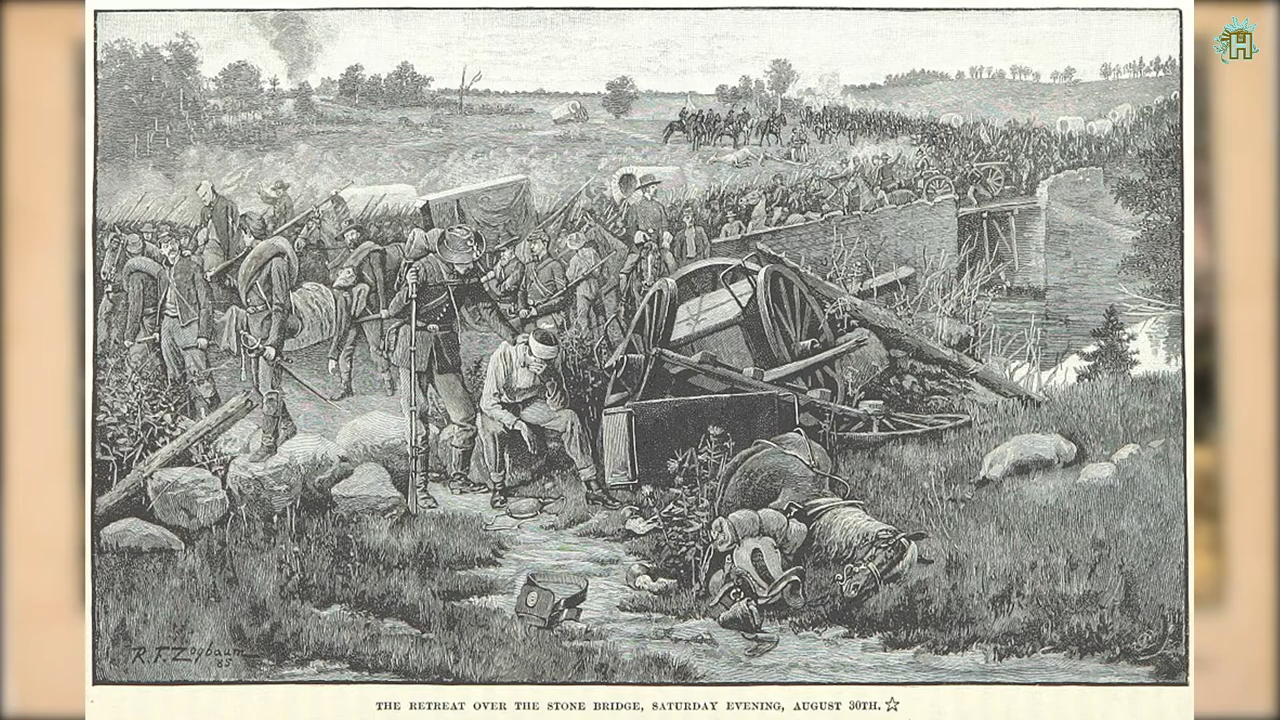 H
R. F. Zogbaum
85
THE RETREAT OVER THE STONE BRIDGE, SATURDAY EVENING, AUGUST 30TH. ☆